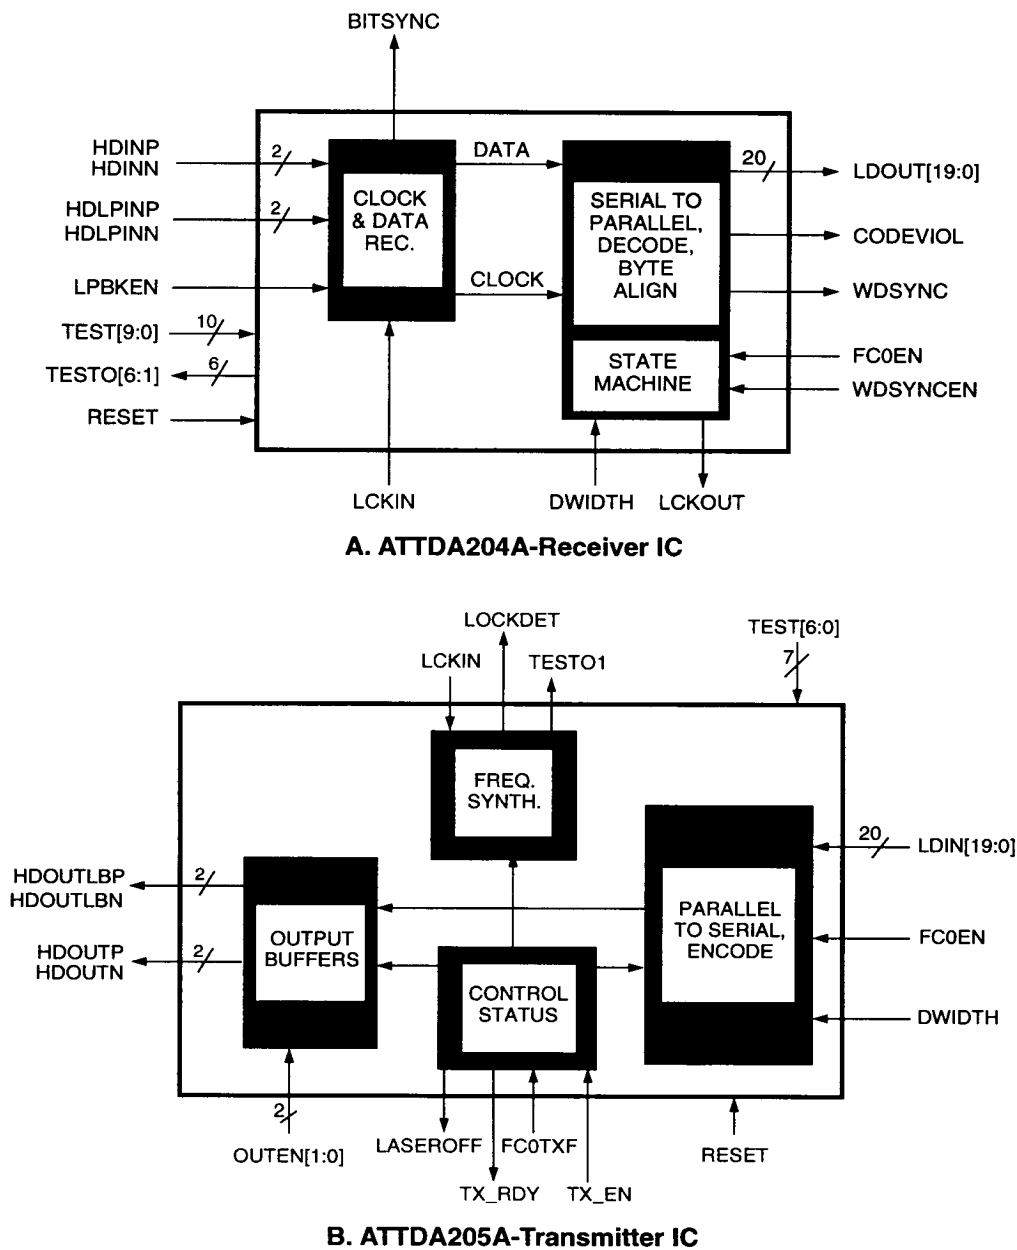 BITSYNC
HDINP
HDINN
2
DATA
20
LDOUT[19:0]
HDLPINP
HDLPINN
2
CLOCK
& DATA
REC.
SERIAL TO
PARALLEL,
DECODE,
BYTE
ALIGN
CODEVIOL
LPBKEN
CLOCK
WDSYNC
TEST[9:0]
10
TESTO[6:1]
6
STATE
MACHINE
FC0EN
WDSYNCEN
RESET
LCKIN
DWIDTH
LCKOUT
A. ATTDA204A-Receiver IC
LOCKDET
TEST[6:0]
LCKIN
TESTO1
7
FREQ.
SYNTH.
20
LDIN[19:0]
HDOUTLBP
HDOUTLBN
2
PARALLEL
TO SERIAL,
ENCODE
OUTPUT
BUFFERS
FC0EN
HDOUTP
HDOUTN
2
CONTROL
STATUS
DWIDTH
2
OUTEN[1:0]
LASEROFF
FC0TXF
RESET
TX_RDY
TX_EN
B. ATTDA205A-Transmitter IC